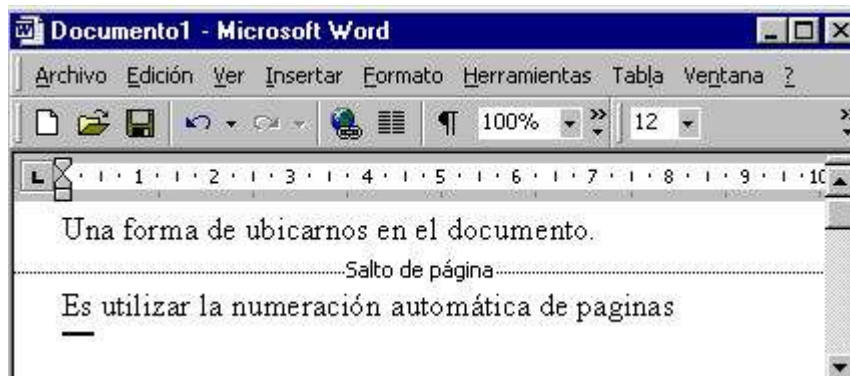 Documento1 - Microsoft Word
Archivo Edición Ver Insertar Formato Herramientas Tabla Ventana ?
100% 12
1 2 3 4 5 6 7 8 9 10
Una forma de ubicarnos en el documento.
Salto de página
Es utilizar la numeración automática de paginas